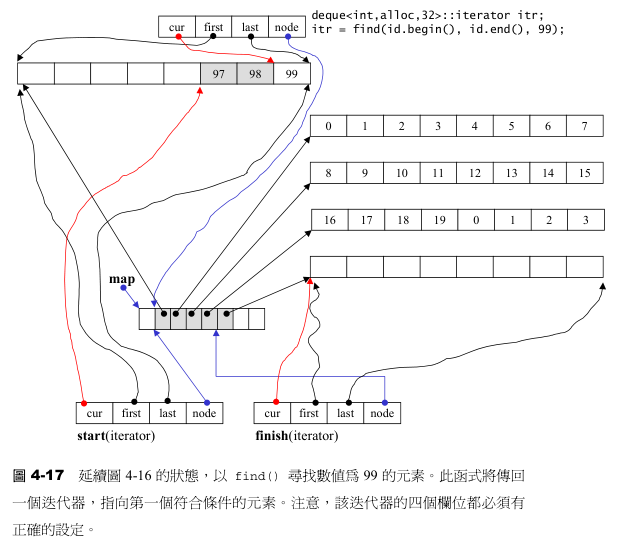 deque<int,alloc,32>::iterator itr;
itr = find(id.begin(), id.end(), 99);
cur first last node
97 98 99
0 1 2 3 4 5 6 7
8 9 10 11 12 13 14 15
16 17 18 19 0 1 2 3
map
cur first last node
start(iterator)
cur first last node
finish(iterator)
圖 4-17 延續圖 4-16 的狀態，以 find() 尋找數值為 99 的元素。此函式將傳回
一個迭代器，指向第一個符合條件的元素。注意，該迭代器的四個欄位都必須有
正確的設定。